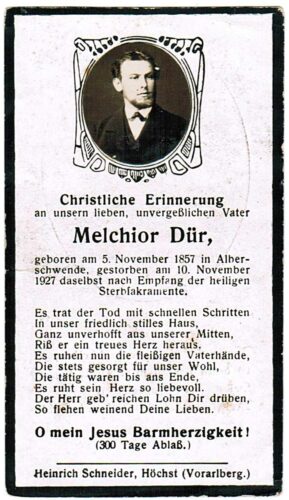 Christliche Erinnerung
an unsern lieben, unvergeßlichen Vater
Melchior Dür,
geboren am 5. November 1857 in Alber-
schwende, gestorben am 10. November
1927 daselbst nach Empfang der heiligen
Sterbsakramente.
Es trat der Tod mit schnellen Schritten
In unser friedlich stilles Haus,
Ganz unverhofft aus unserer Mitten,
Riß er ein treues Herz heraus.
Es ruhen nun die fleißigen Vaterhände,
Die stets gesorgt für unser Wohl,
Die tätig waren bis ans Ende,
Es ruht sein Herz so liebevoll.
Der Herr geb' reichen Lohn Dir drüben,
So flehen weinend Deine Lieben.
O mein Jesus Barmherzigkeit!
(300 Tage Ablaß.)
Heinrich Schneider, Höchst (Vorarlberg.)